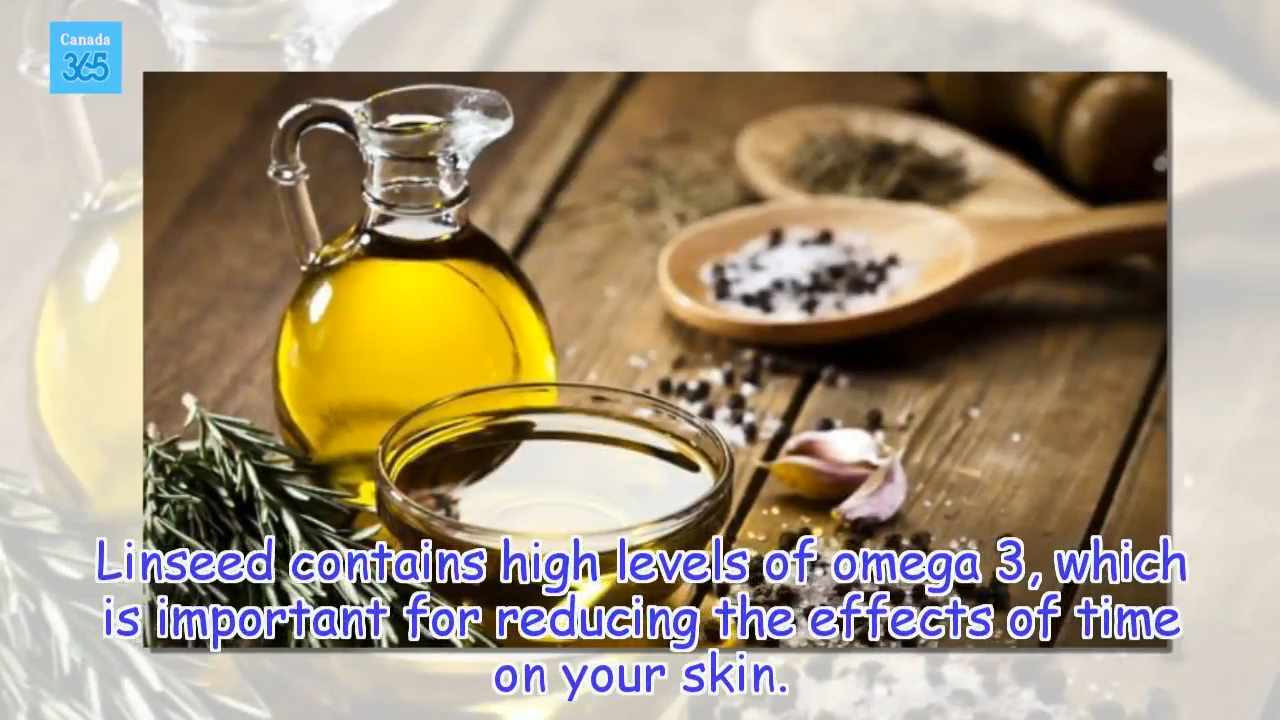 Canada
365
Linseed contains high levels of omega 3, which
is important for reducing the effects of time
on your skin.